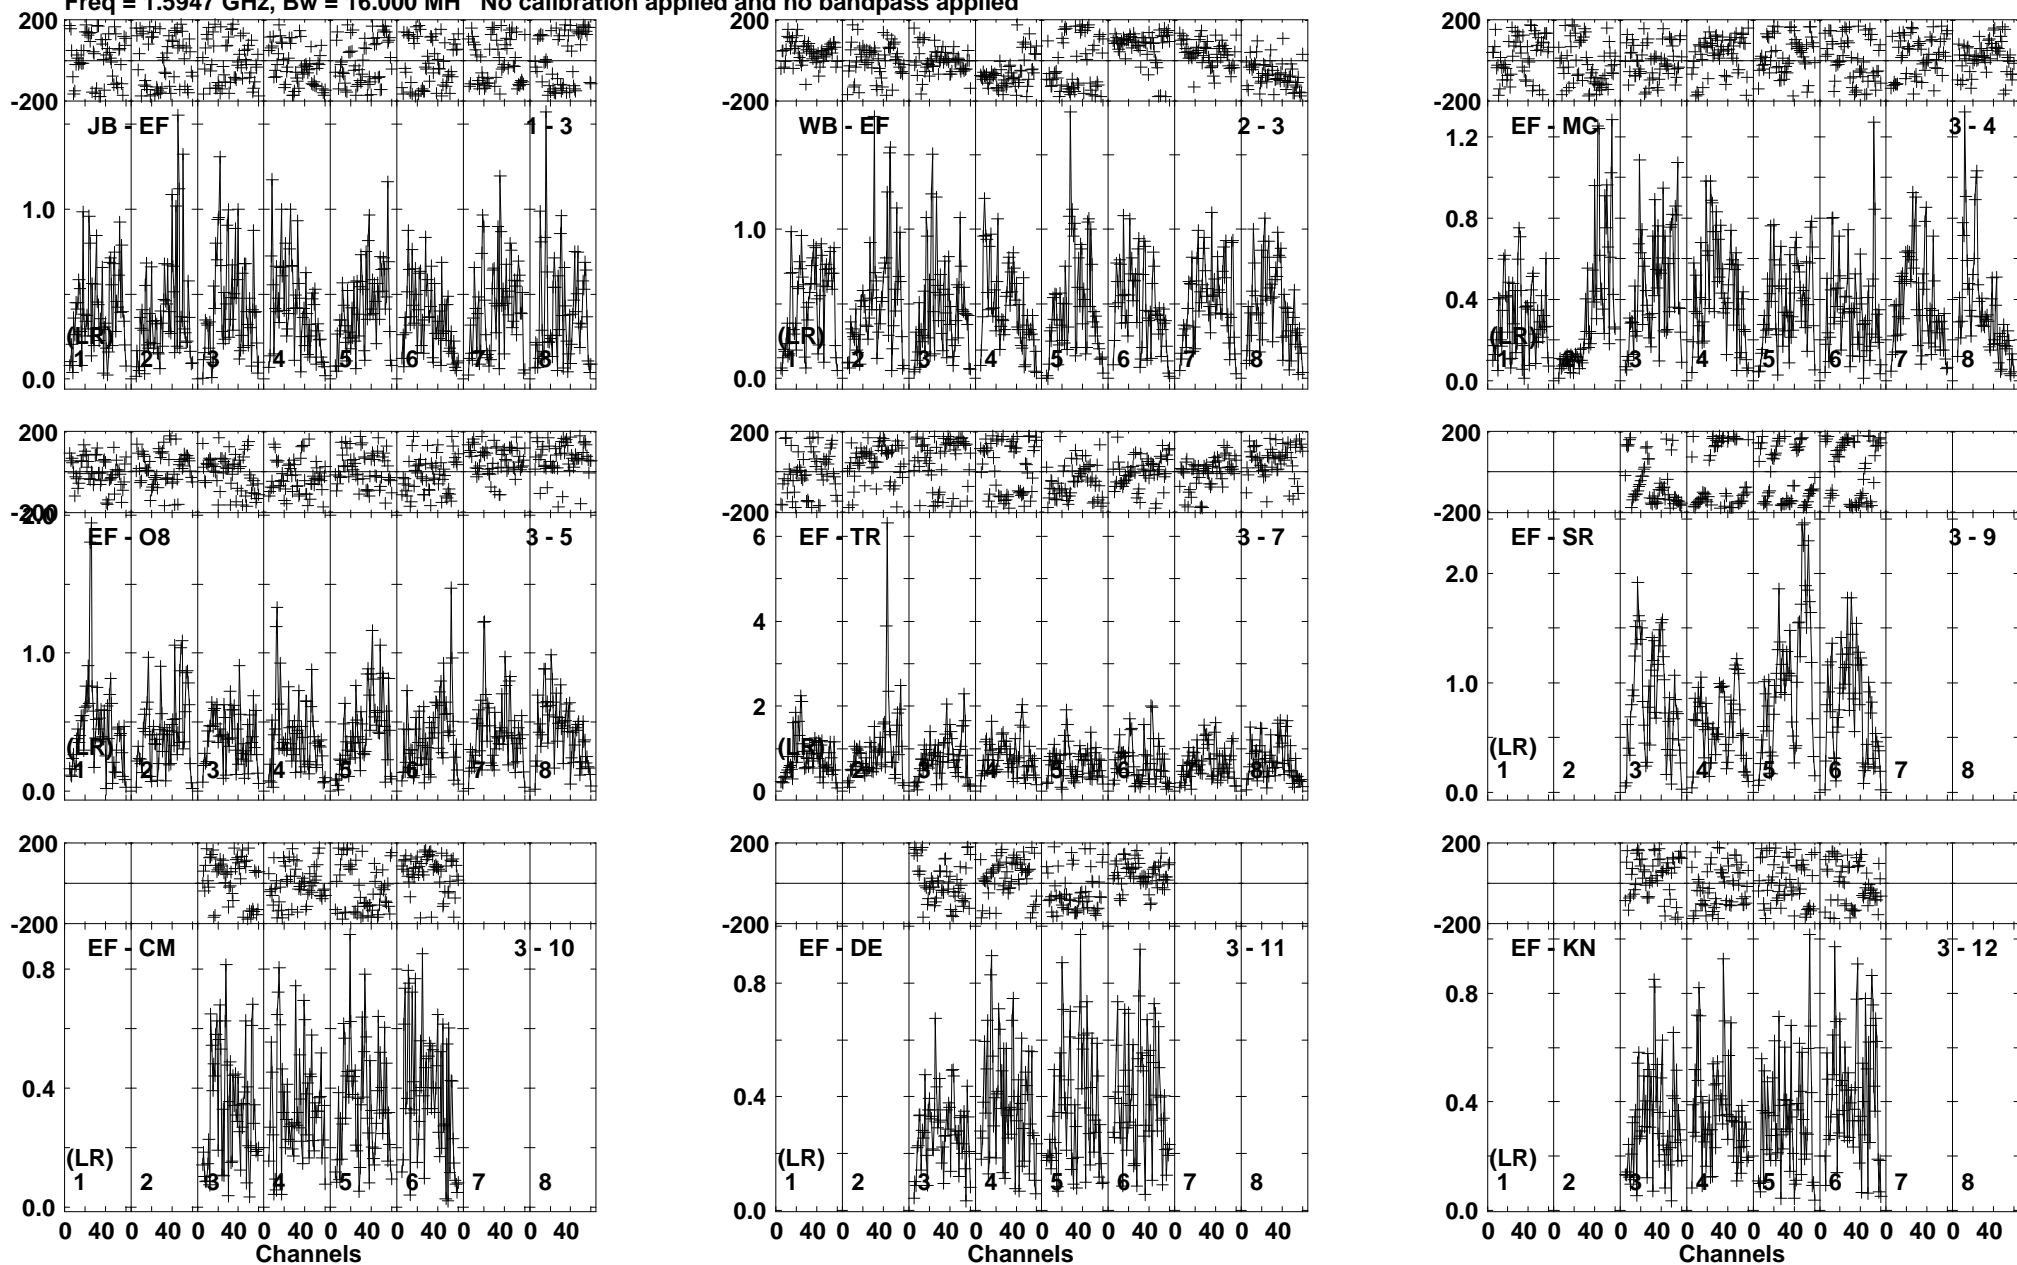 Freq = 1.5947 GHz, Bw = 16.000 MH No calibration applied and no bandpass applied
200 200 200
-200 -200 -200
JB - EF 1 - 3 WB - EF 2 - 3 EF - MC 3 - 4
1.2
1.0 1.0 0.8
0.4
(LR) (LR)
1 2 3 4 5 6 7 8 1 2 3 4 5 6 7 8 1 3 4 5 6 7 8
0.0 0.0 0.0
200 200 200
-200 -200 -200
2.0
EF - O8 3 - 5 EF - TR 3 - 7 EF - SR 3 - 9
6
2.0
4
1.0 2 1.0
(LR) (LR) (LR)
1 2 3 4 5 6 7 8 1 2 3 4 5 6 7 8 1 2 3 4 5 6 7 8
0.0 0 0.0
200 200 200
-200 -200 -200
EF - CM 3 - 10 EF - DE 3 - 11 EF - KN 3 - 12
0.8 0.8 0.8
0.4 0.4 0.4
(LR) (LR) (LR)
1 2 3 4 5 6 7 8 1 2 3 4 5 6 7 8 1 2 3 4 5 6 7 8
0.0 0.0 0.0
0 40 0 40 0 40 0 40 0 40 0 40 0 40 0 40 0 40 0 40 0 40 0 40 0 40 0 40 0 40 0 40 0 40 0 40 0 40 0 40 0 40 0 40 0 40 0 40
Channels Channels Channels